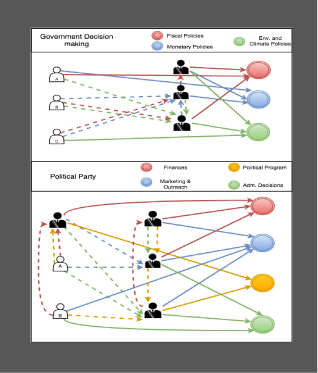 Government Decision
making
Fiscal Policies
Monetary Policies
Env. and
Climate Policies
A
B
C
Political Party
Finances
Marketing &
Outreach
Political Program
Adm. Decisions
A
B